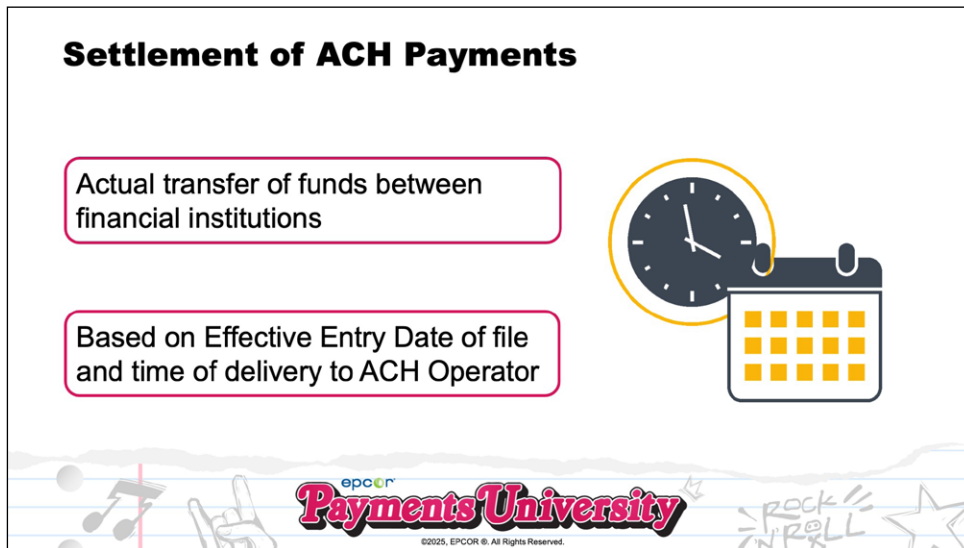 Settlement of ACH Payments
Actual transfer of funds between
financial institutions
Based on Effective Entry Date of file
and time of delivery to ACH Operator
epcor
Payments University
ROCK
'N' ROLL
©2025, EPCOR ®. All Rights Reserved.